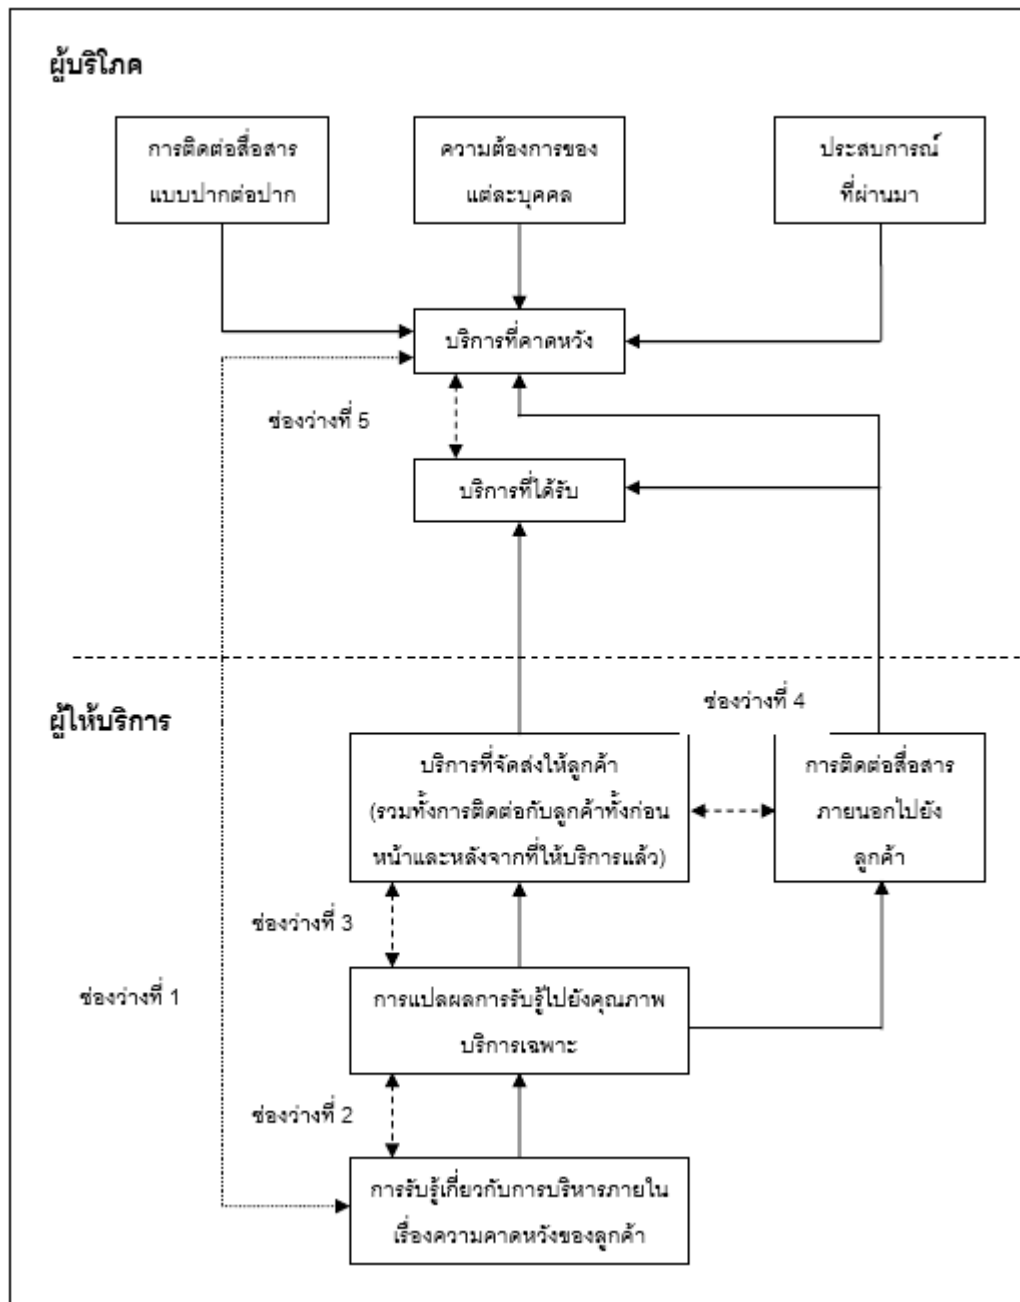 ผู้บริโภค
การติดต่อสื่อสาร
แบบปากต่อปาก
ความต้องการของ
แต่ละบุคคล
ประสบการณ์
ที่ผ่านมา
บริการที่คาดหวัง
ช่องว่างที่ 5
บริการที่ได้รับ
ผู้ให้บริการ
ช่องว่างที่ 4
บริการที่จัดส่งให้ลูกค้า
(รวมทั้งการติดต่อกับลูกค้าทั้งก่อน
หน้าและหลังจากที่ให้บริการแล้ว)
การติดต่อสื่อสาร
ภายนอกไปยัง
ลูกค้า
ช่องว่างที่ 3
ช่องว่างที่ 1
การแปลผลการรับรู้ไปยังคุณภาพ
บริการเฉพาะ
ช่องว่างที่ 2
การรับรู้เกี่ยวกับการบริหารภายใน
เรื่องความคาดหวังของลูกค้า